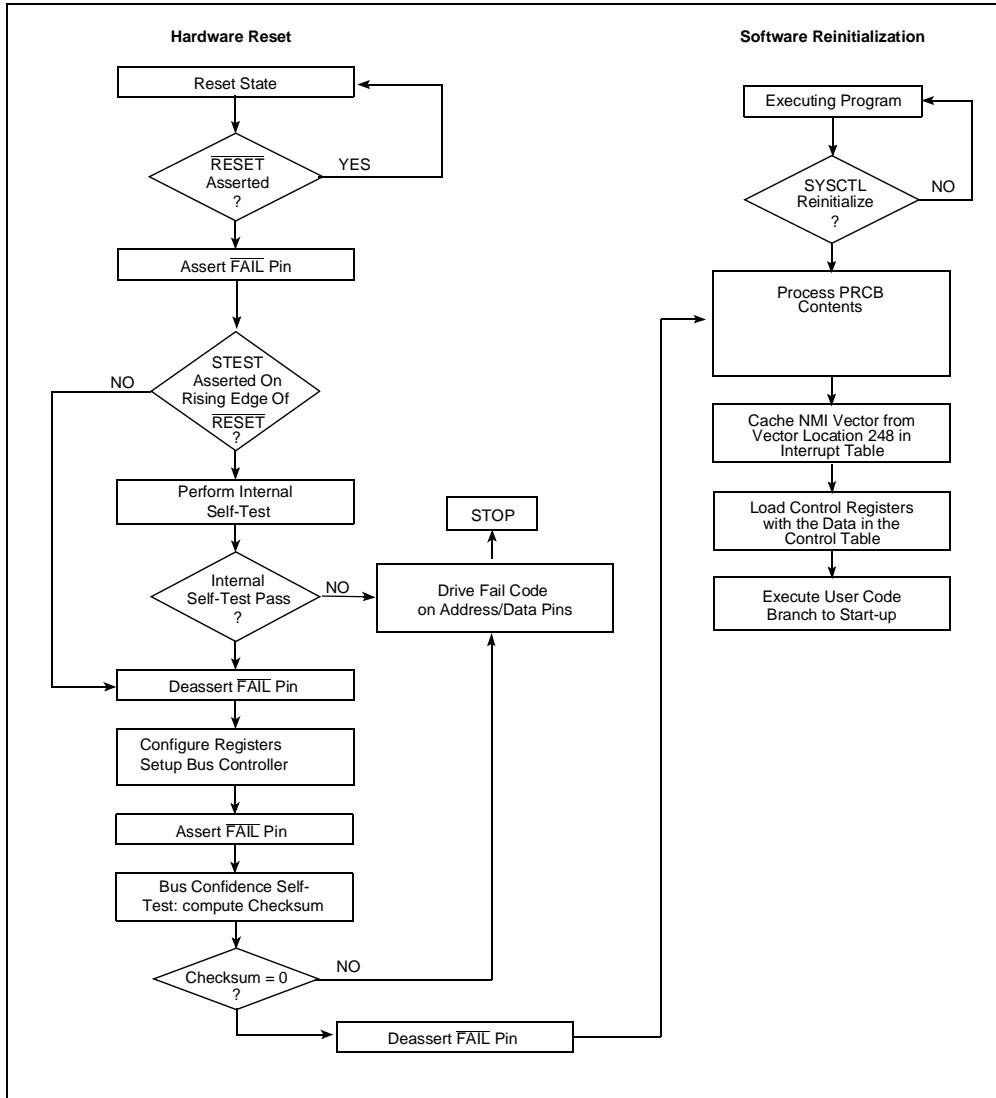 Hardware Reset
Reset State
RESET
Asserted
?
YES
Assert FAIL Pin
STEST
Asserted On
Rising Edge Of
RESET
?
NO
Perform Internal
Self-Test
Internal
Self-Test Pass
?
NO
STOP
Drive Fail Code
on Address/Data Pins
Deassert FAIL Pin
Configure Registers
Setup Bus Controller
Assert FAIL Pin
Bus Confidence Self-
Test: compute Checksum
Checksum = 0
?
NO
Deassert FAIL Pin
Software Reinitialization
Executing Program
SYSCTL
Reinitialize
?
NO
Process PRCB
Contents
Cache NMI Vector from
Vector Location 248 in
Interrupt Table
Load Control Registers
with the Data in the
Control Table
Execute User Code
Branch to Start-up